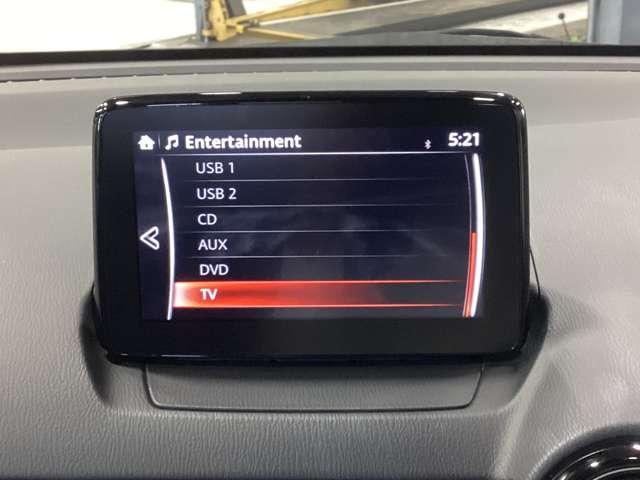 Entertainment 5:21
USB 1
USB 2
CD
AUX
DVD
TV